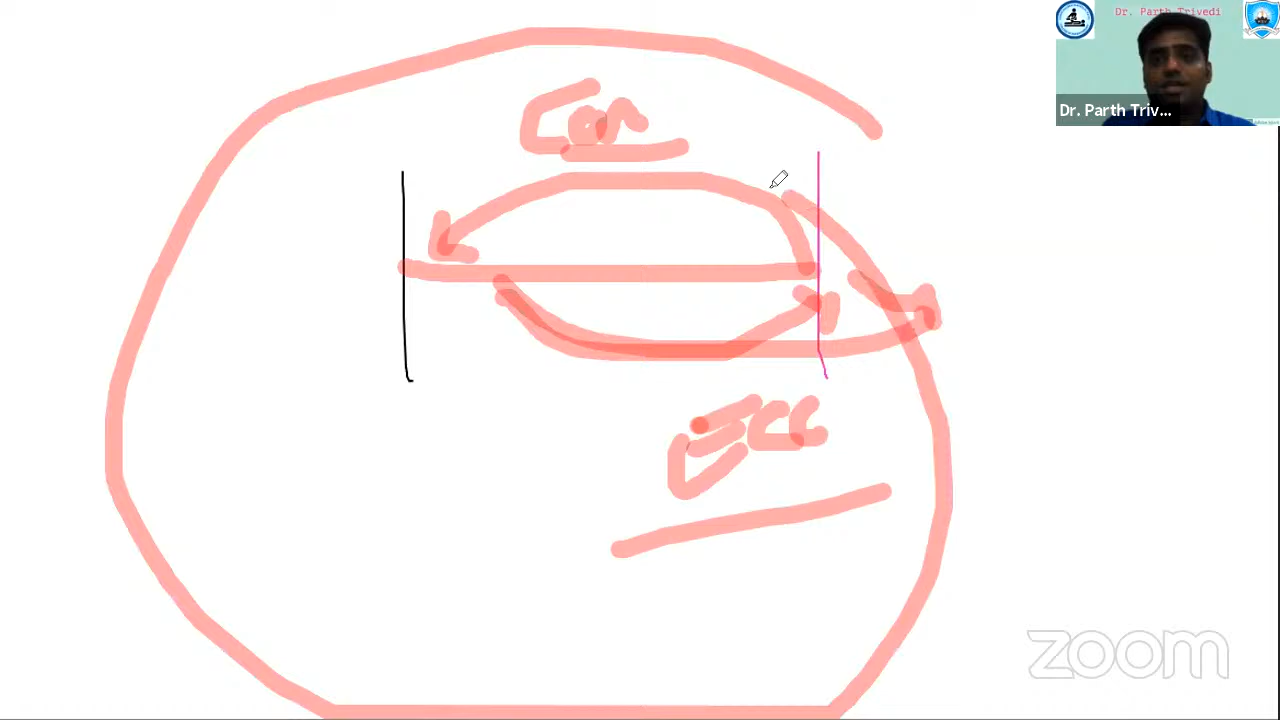 Dr. Parth Trivedi
Dr. Parth Triv...
Con
Ecc
zoom